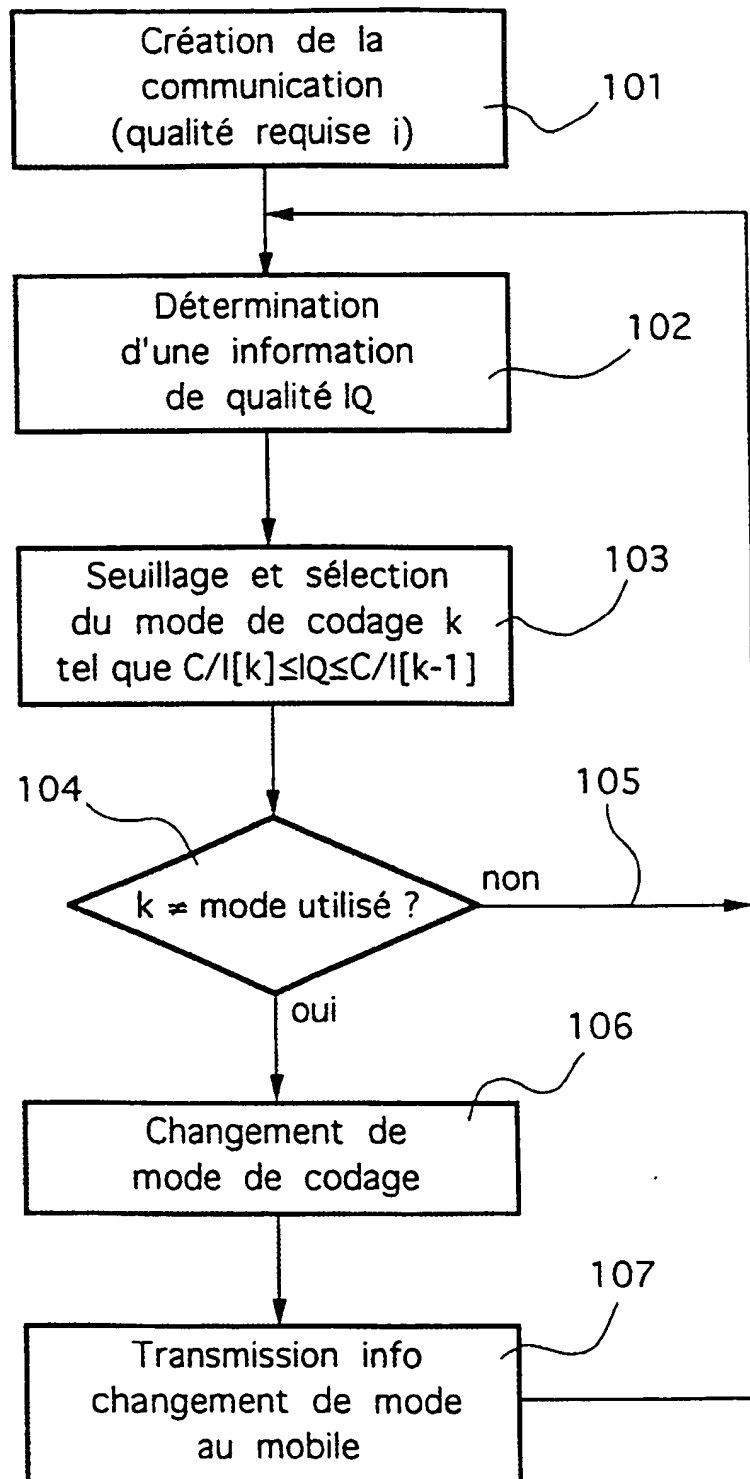 Création de la
communication
(qualité requise i)
101
Détermination
d'une information
de qualité IQ
102
Seuillage et sélection
du mode de codage k
tel que C/I[k]≤IQ≤C/I[k-1]
103
104
k ≠ mode utilisé ?
non
105
oui
106
Changement de
mode de codage
107
Transmission info
changement de mode
au mobile